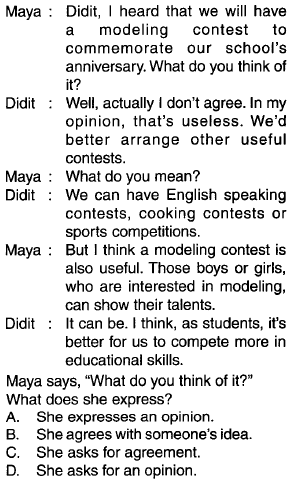 Maya : Didit, I heard that we will have
a modeling contest to
commemorate our school's
anniversary. What do you think of
it?
Didit : Well, actually I don't agree. In my
opinion, that's useless. We'd
better arrange other useful
contests.
Maya : What do you mean?
Didit : We can have English speaking
contests, cooking contests or
sports competitions.
Maya : But I think a modeling contest is
also useful. Those boys or girls,
who are interested in modeling,
can show their talents.
Didit : It can be. I think, as students, it's
better for us to compete more in
educational skills.
Maya says, “What do you think of it?”
What does she express?
A. She expresses an opinion.
B. She agrees with someone's idea.
C. She asks for agreement.
D. She asks for an opinion.